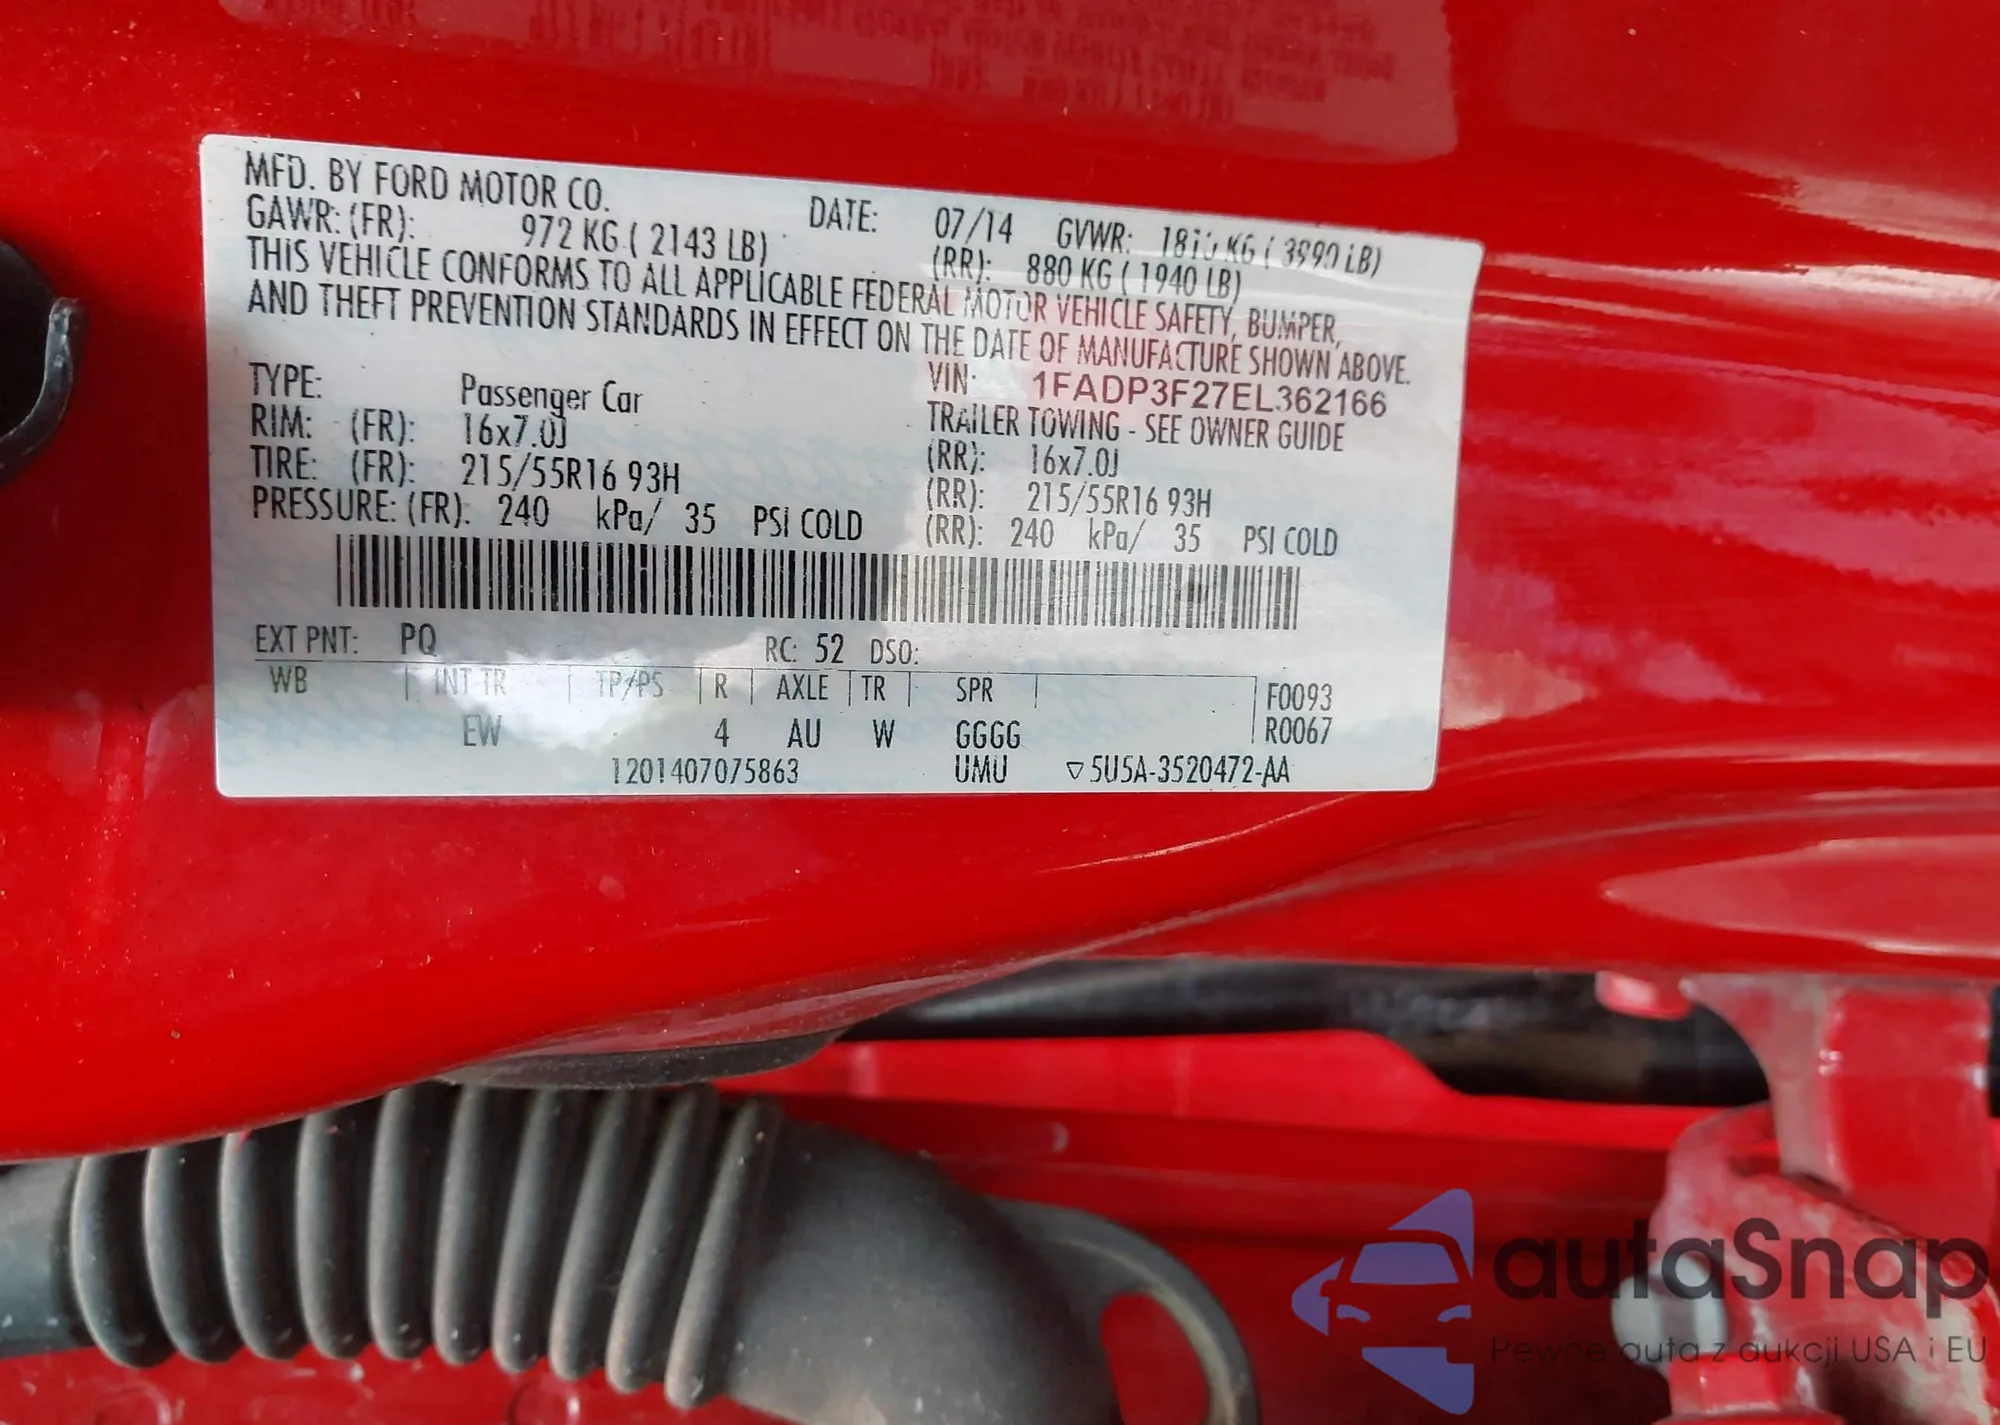 MFD. BY FORD MOTOR CO. DATE: 07/14 GVWR: KG ( 3990 LB)
GAWR: (FR): 972 KG ( 2143 LB) (RR): 880 KG ( 1940 LB)
THIS VEHICLE CONFORMS TO ALL APPLICABLE FEDERAL MOTOR VEHICLE SAFETY, BUMPER,
AND THEFT PREVENTION STANDARDS IN EFFECT ON THE DATE OF MANUFACTURE SHOWN ABOVE.
VIN: 1FADP3F27EL362166
TYPE: Passenger Car TRAILER TOWING - SEE OWNER GUIDE
RIM: (FR): 16x7.0J (RR): 16x7.0J
TIRE: (FR): 215/55R16 93H (RR): 215/55R16 93H
PRESSURE: (FR): 240 kPa/ 35 PSI COLD (RR): 240 kPa/ 35 PSI COLD
EXT PNT: PQ RC: 52 DSO:
WB INT TR TP/PS R AXLE TR SPR F0093
EW 4 AU W GGGG R0067
1201407075863 UMU ▽5U5A-3520472-AA
autaSnap
Pewne auta z aukcji USA i EU